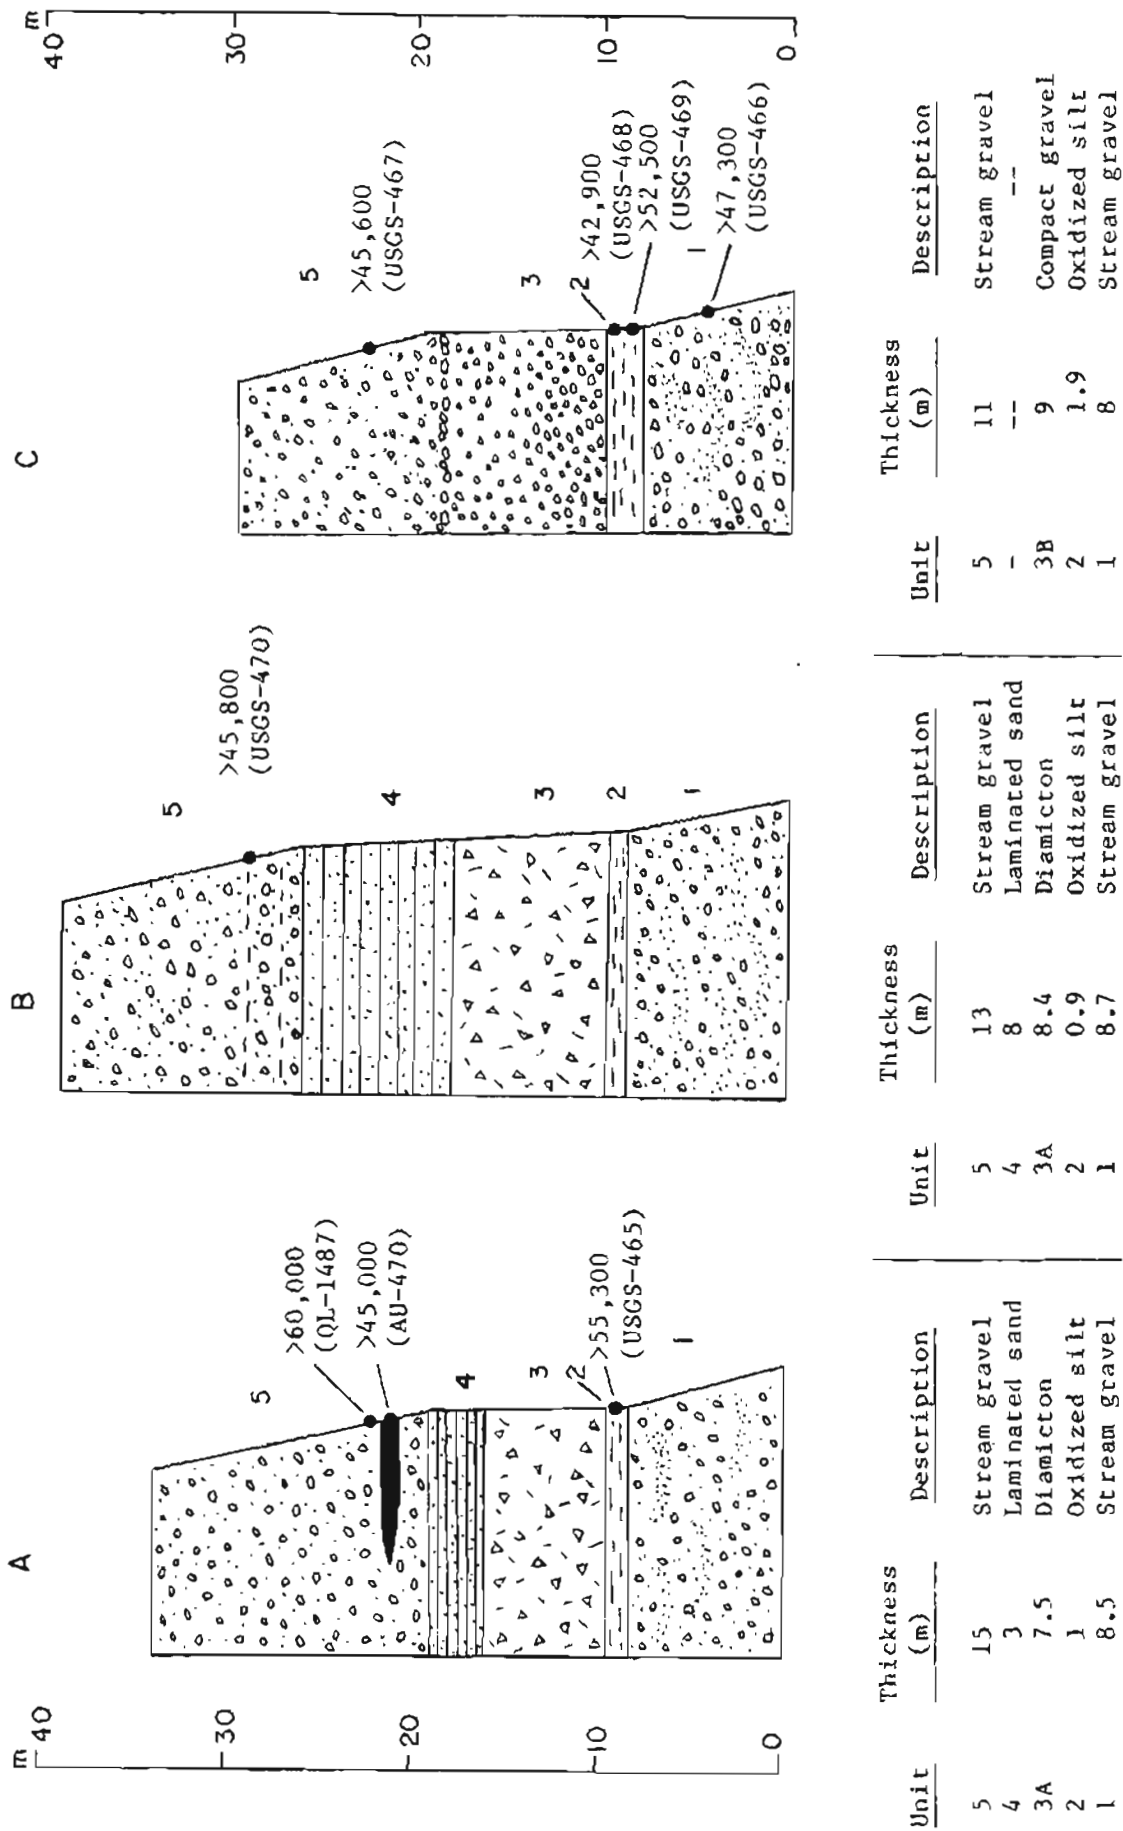 A
B
C
m
40
30
20
10
0
5
>60,000
(QL-1487)
>45,000
(AU-470)
4
3
2
>55,300
(USGS-465)
1
5
>45,800
(USGS-470)
4
3
2
1
m
40
30
20
10
0
5
>45,600
(USGS-467)
3
2
>42,900
(USGS-468)
>52,500
(USGS-469)
1
>47,300
(USGS-466)
Unit Thickness (m) Description
5 15 Stream gravel
4 3 Laminated sand
3A 7.5 Diamicton
2 1 Oxidized silt
1 8.5 Stream gravel
Unit Thickness (m) Description
5 13 Stream gravel
4 8 Laminated sand
3A 8.4 Diamicton
2 0.9 Oxidized silt
1 8.7 Stream gravel
Unit Thickness (m) Description
5 11 Stream gravel
- -- --
3B 9 Compact gravel
2 1.9 Oxidized silt
1 8 Stream gravel